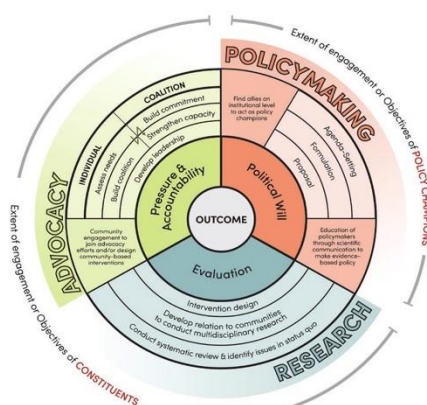 Extent of engagement or Objectives of POLICY CHAMPIONS
POLICYMAKING
Find allies an
institutional level
to act as policy
champions
Agenda-Setting
Formulation
Proposal
Education of
policymakers
through scientific
communication to
make evidence-
based policy
Political Will
COALITION
Build commitment
Strengthen capacity
Develop leadership
INDIVIDUAL
Assess needs
Build coalition
Pressure &
Accountability
ADVOCACY
Community
engagement to
join advocacy
efforts and/or design
community-based
interventions
OUTCOME
Evaluation
Intervention design
Develop relation to communities
to conduct multidisciplinary research
Conduct systematic review & identify issues in status quo
RESEARCH
Extent of engagement or Objectives of CONSTITUENTS